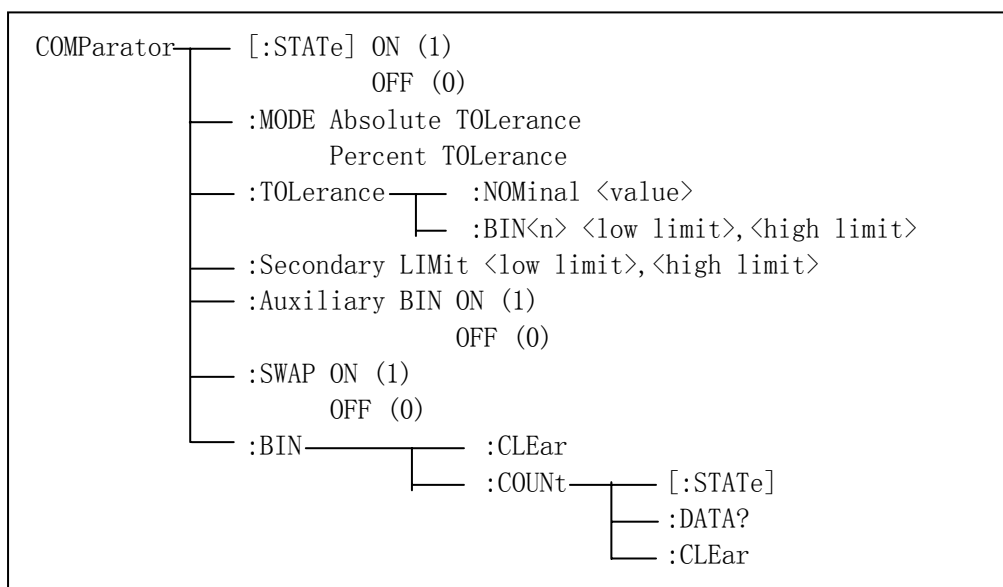 COMParator [:STATe] ON (1)
OFF (0)
:MODE Absolute TOLerance
Percent TOLerance
:TOLerance :NOMinal <value>
:BIN<n> <low limit>,<high limit>
:Secondary LIMit <low limit>,<high limit>
:Auxiliary BIN ON (1)
OFF (0)
:SWAP ON (1)
OFF (0)
:BIN :CLEar
:COUNt [:STATe]
:DATA?
:CLEar